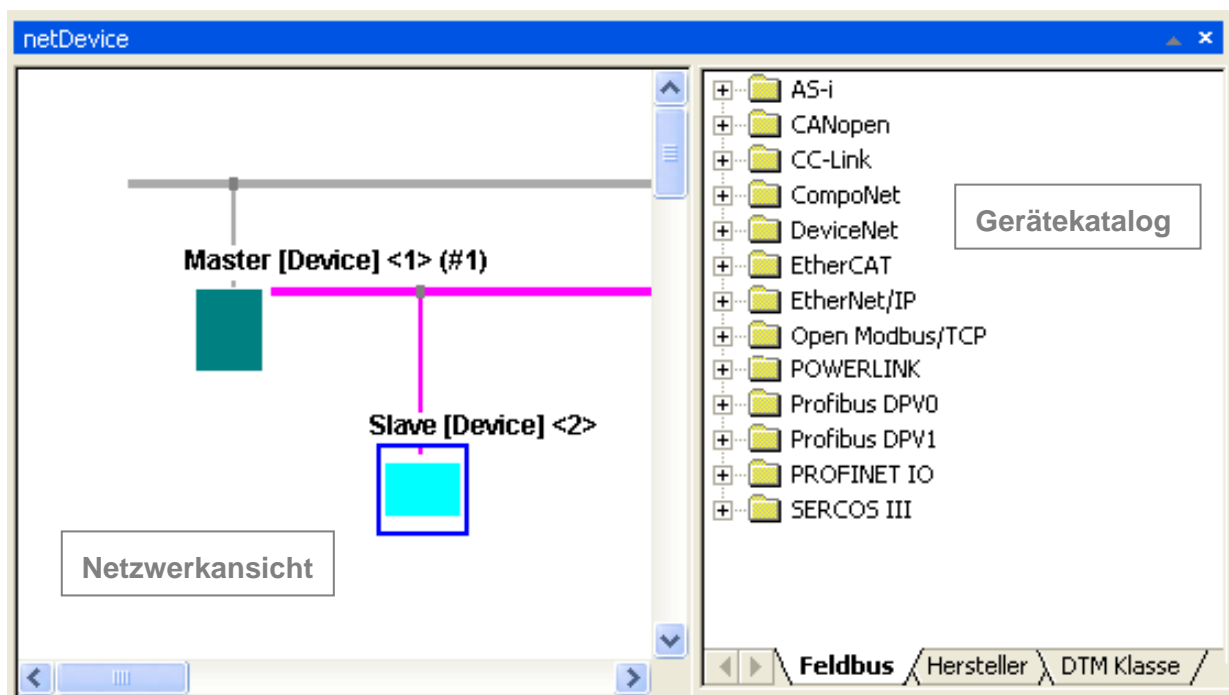 netDevice
Master [Device] <1> (#1)
Slave [Device] <2>
Netzwerkansicht
AS-i
CANopen
CC-Link
CompoNet
DeviceNet
EtherCAT
EtherNet/IP
Open Modbus/TCP
POWERLINK
Profibus DPV0
Profibus DPV1
PROFINET IO
SERCOS III
Gerätekatalog
Feldbus Hersteller DTM Klasse